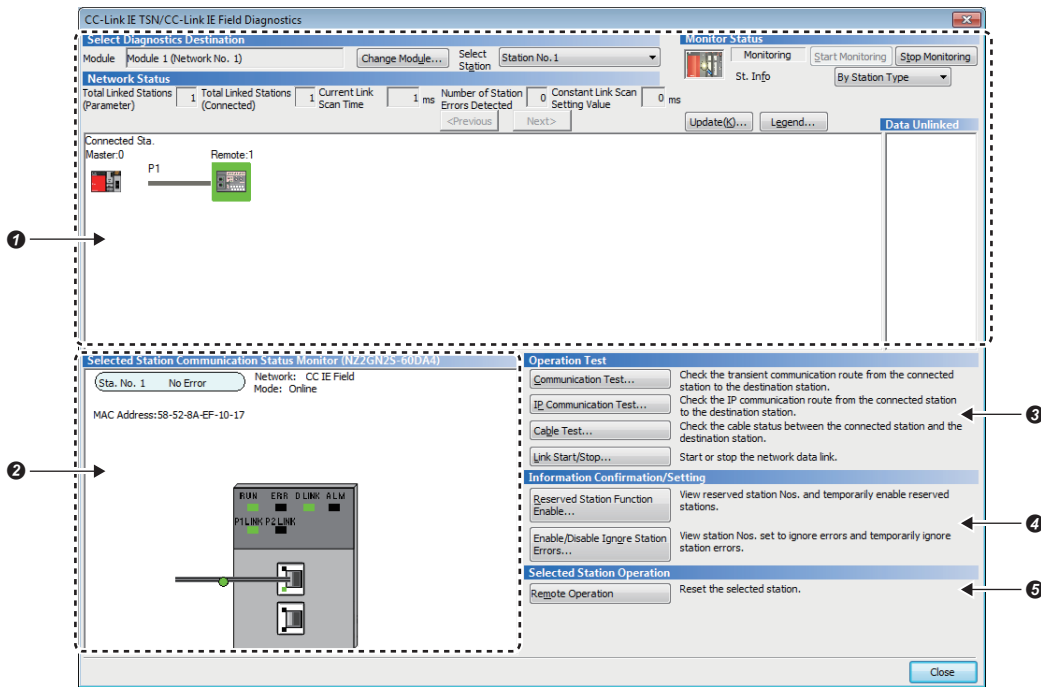 CC-Link IE TSN/CC-Link IE Field Diagnostics
Select Diagnostics Destination
Monitor Status
Module Module 1 (Network No. 1) Change Module... Select Station Station No.1
Monitoring Start Monitoring Stop Monitoring
St. Info By Station Type
Network Status
Total Linked Stations (Parameter) 1 Total Linked Stations (Connected) 1 Current Link Scan Time 1 ms Number of Station Errors Detected 0 Constant Link Scan Setting Value 0 ms
<Previous Next> Update(K)... Legend... Data Unlinked
Connected Sta.
Master:0 Remote:1
P1
❶
Selected Station Communication Status Monitor (NZ2GN2S-60DA4)
Sta. No. 1 No Error
Network: CC IE Field
Mode: Online
MAC Address:58-52-8A-EF-10-17
❷
RUN ERR D LINK ALM
P1 LINK P2 LINK
Operation Test
Communication Test... Check the transient communication route from the connected
station to the destination station.
IP Communication Test... Check the IP communication route from the connected station
to the destination station.
❸
Cable Test... Check the cable status between the connected station and the
destination station.
Link Start/Stop... Start or stop the network data link.
Information Confirmation/Setting
Reserved Station Function Enable... View reserved station Nos. and temporarily enable reserved
stations.
❹
Enable/Disable Ignore Station Errors... View station Nos. set to ignore errors and temporarily ignore
station errors.
Selected Station Operation
Remote Operation Reset the selected station.
❺
Close